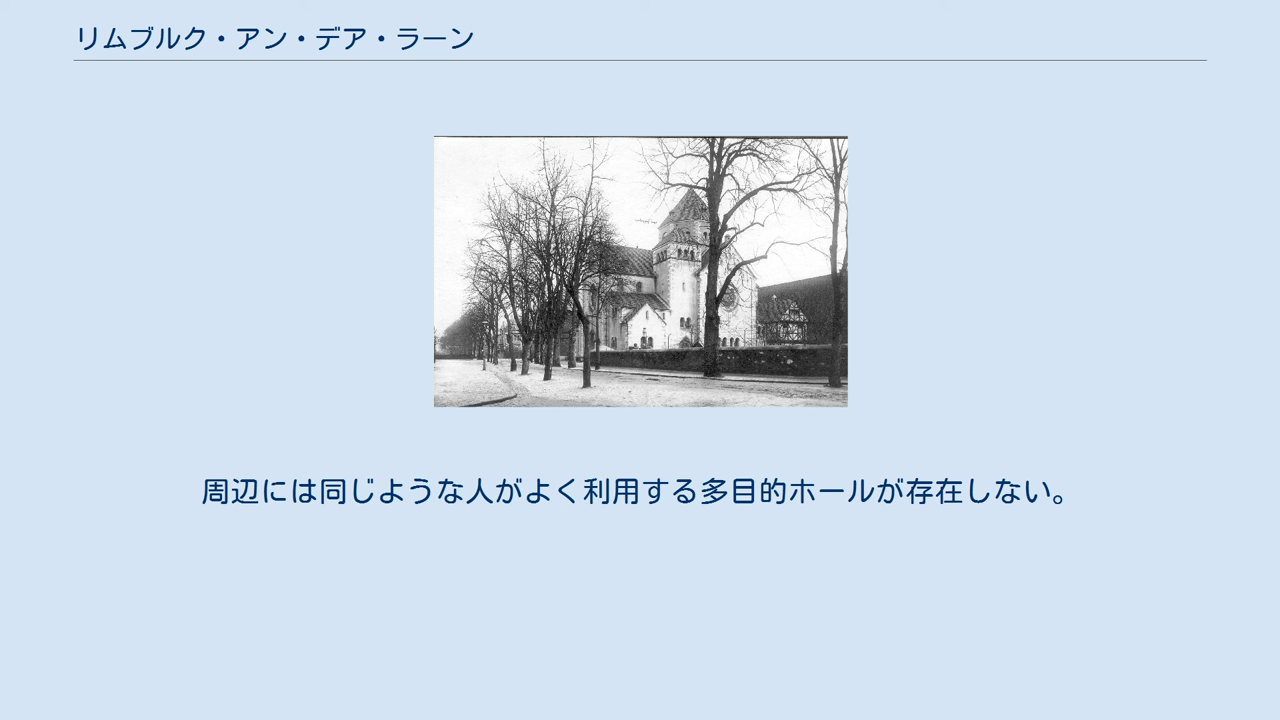 リムブルク・アン・デア・ラーン
周辺には同じような人がよく利用する多目的ホールが存在しない。